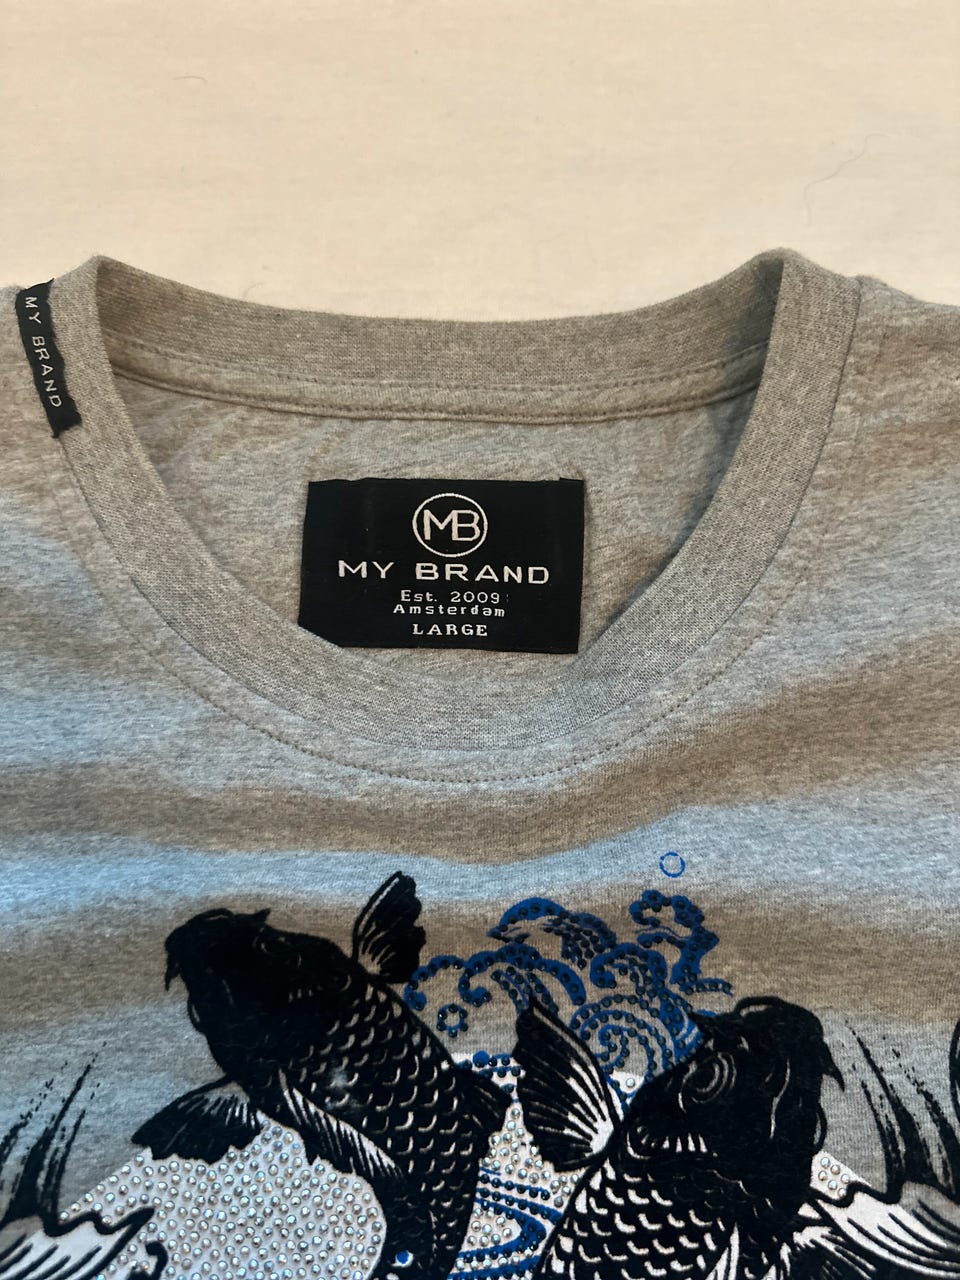 MY BRAND
MB
MY BRAND
Est. 2009
Amsterdam
LARGE